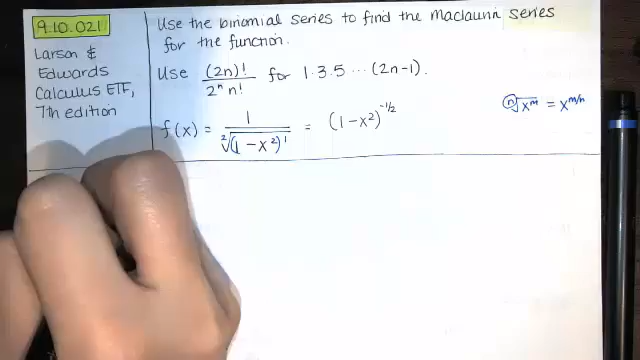 9.10.021
Larson &
Edwards
Calculus ETF,
7th edition
Use the binomial series to find the Maclaurin series
for the function.
Use (2n)! / 2ⁿ n! for 1·3·5 ··· (2n-1).
f(x) = 1 / ²√(1-x²)¹ = (1-x²)^(-1/2)
ⁿ√xᵐ = x^(m/n)